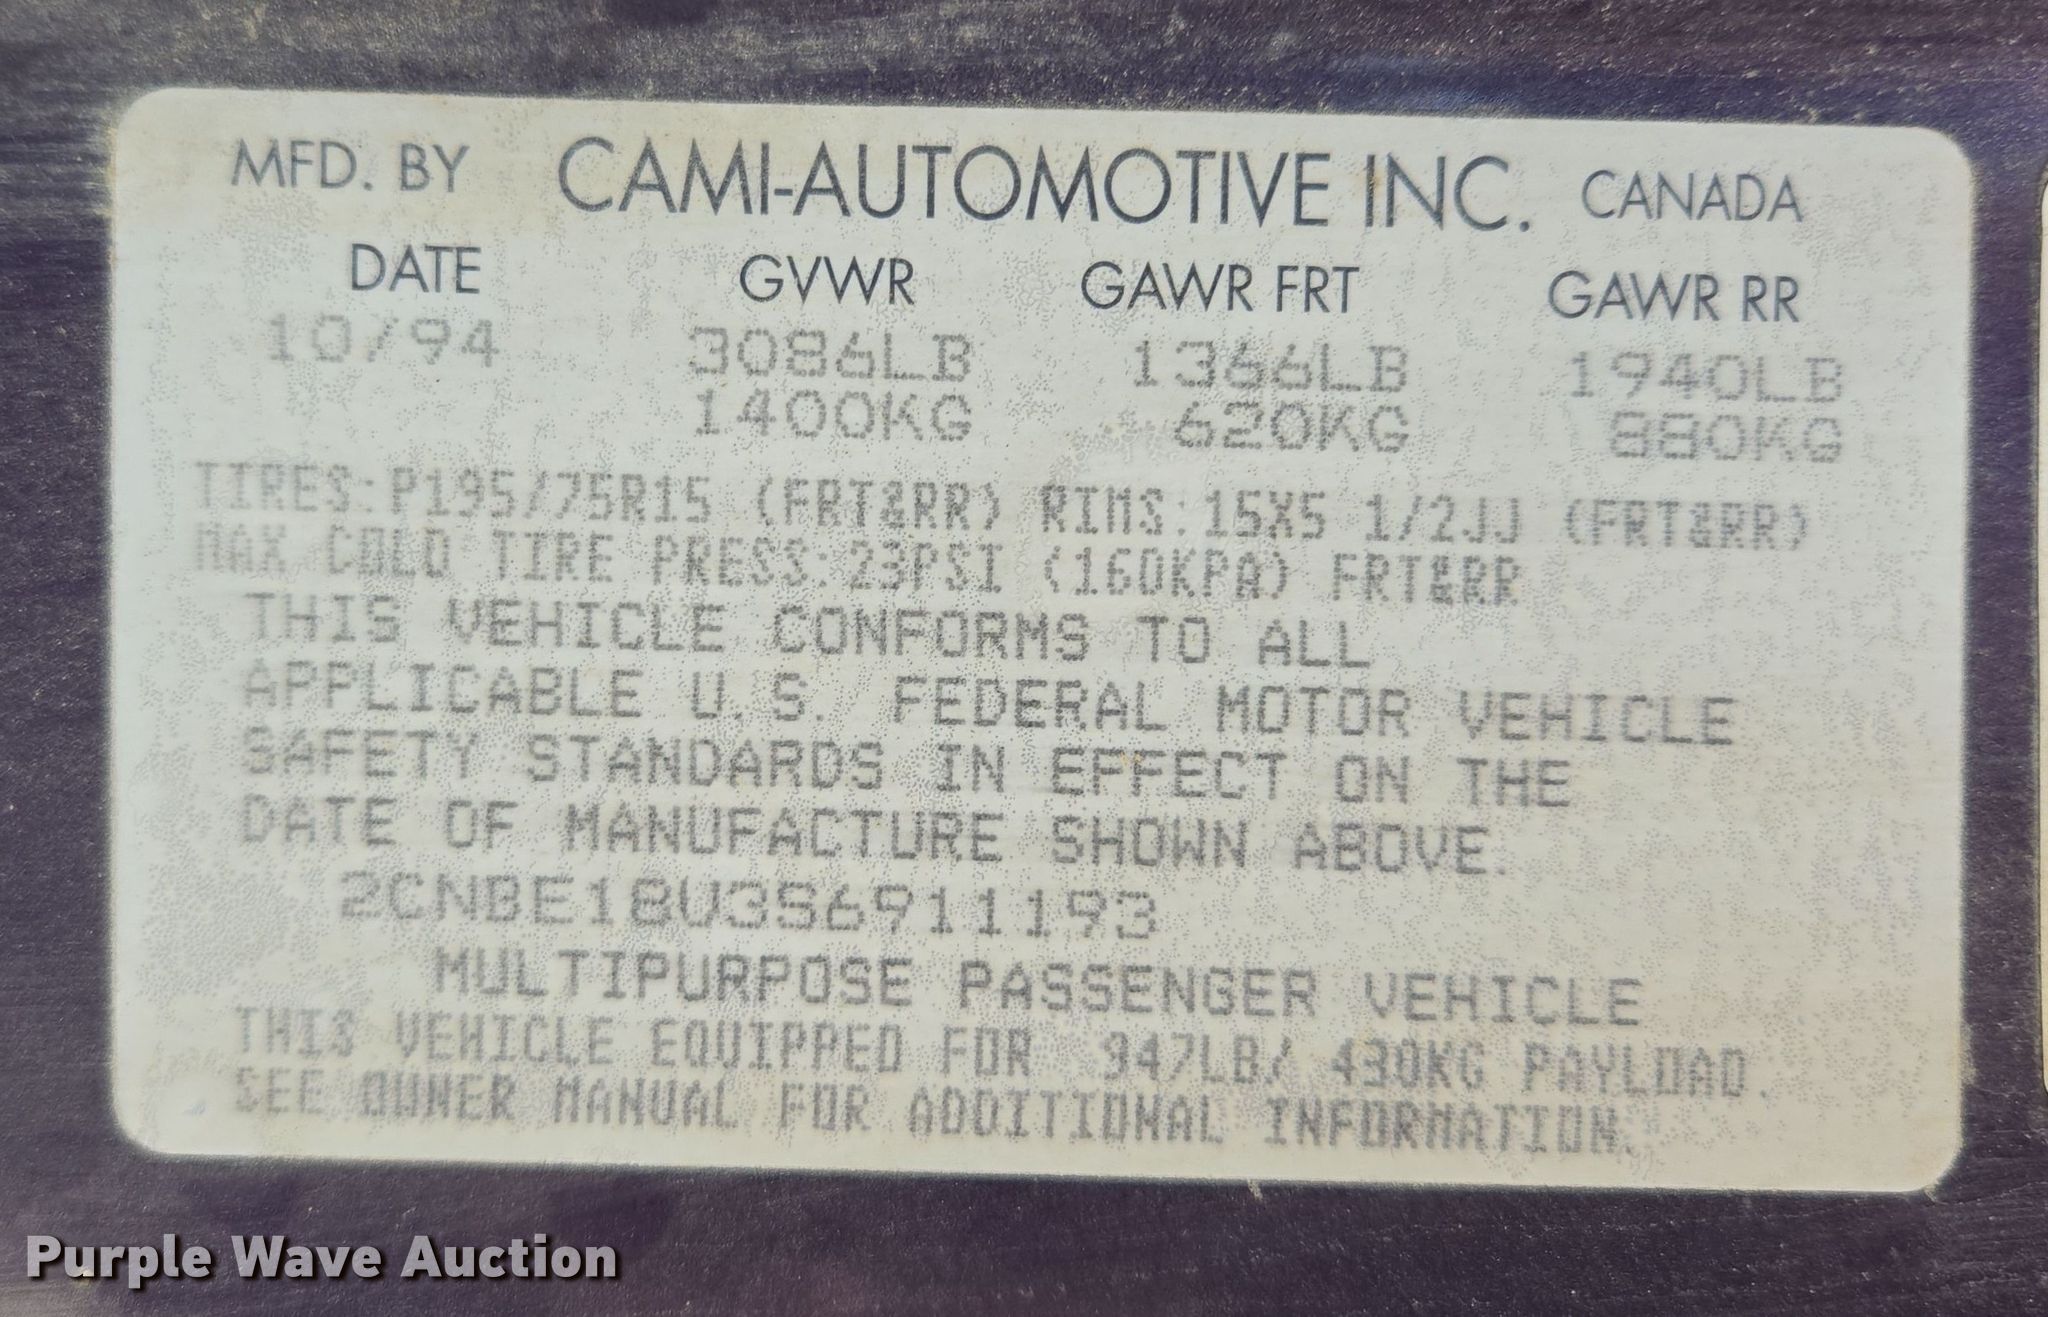 MFD. BY CAMI-AUTOMOTIVE INC. CANADA
DATE GVWR GAWR FRT GAWR RR
10/94 3086LB 1366LB 1940LB
1400KG 620KG 880KG
TIRES:P195/75R15 (FRT&RR) RIMS:15X5 1/2JJ (FRT&RR)
MAX COLD TIRE PRESS:23PSI (160KPA) FRT&RR
THIS VEHICLE CONFORMS TO ALL
APPLICABLE U.S. FEDERAL MOTOR VEHICLE
SAFETY STANDARDS IN EFFECT ON THE
DATE OF MANUFACTURE SHOWN ABOVE.
2CNBE18U3S6911193
MULTIPURPOSE PASSENGER VEHICLE
THIS VEHICLE EQUIPPED FOR 947LB/ 430KG PAYLOAD.
SEE OWNER MANUAL FOR ADDITIONAL INFORMATION.
Purple Wave Auction